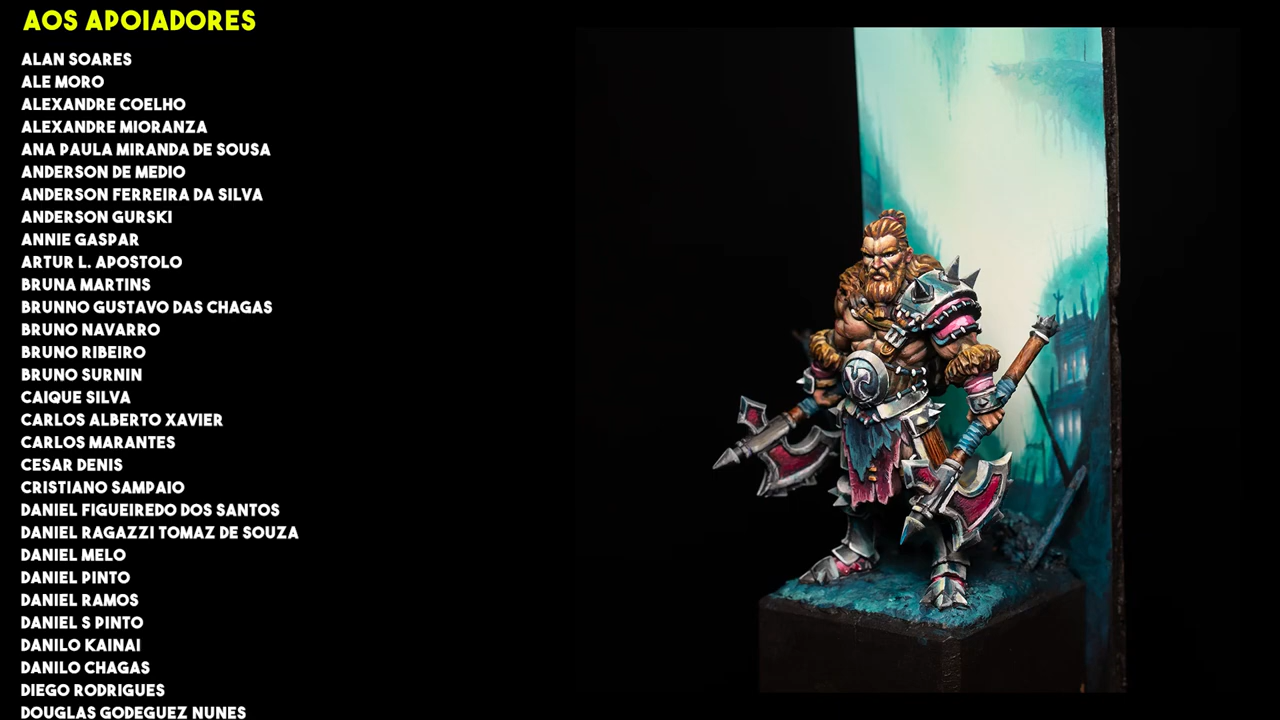 AOS APOIADORES
ALAN SOARES
ALE MORO
ALEXANDRE COELHO
ALEXANDRE MIORANZA
ANA PAULA MIRANDA DE SOUSA
ANDERSON DE MEDIO
ANDERSON FERREIRA DA SILVA
ANDERSON GURSKI
ANNIE GASPAR
ARTUR L. APOSTOLO
BRUNA MARTINS
BRUNNO GUSTAVO DAS CHAGAS
BRUNO NAVARRO
BRUNO RIBEIRO
BRUNO SURNIN
CAIQUE SILVA
CARLOS ALBERTO XAVIER
CARLOS MARANTES
CESAR DENIS
CRISTIANO SAMPAIO
DANIEL FIGUEIREDO DOS SANTOS
DANIEL RAGAZZI TOMAZ DE SOUZA
DANIEL MELO
DANIEL PINTO
DANIEL RAMOS
DANIEL S PINTO
DANILO KAINAI
DANILO CHAGAS
DIEGO RODRIGUES
DOUGLAS GODEGUEZ NUNES